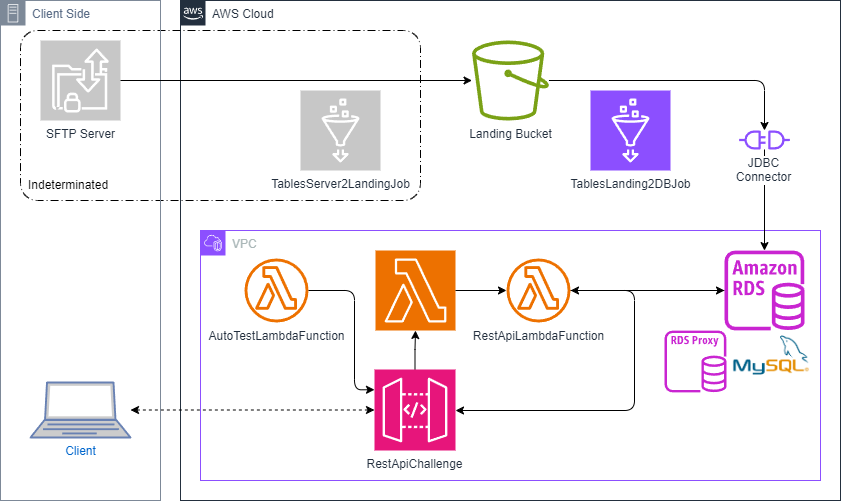 Client Side
aws
AWS Cloud
SFTP Server
Indeterminated
TablesServer2LandingJob
Landing Bucket
TablesLanding2DBJob
JDBC
Connector
VPC
AutoTestLambdaFunction
RestApiLambdaFunction
Amazon
RDS
RDS Proxy
MySQL®
</>
RestApiChallenge
Client